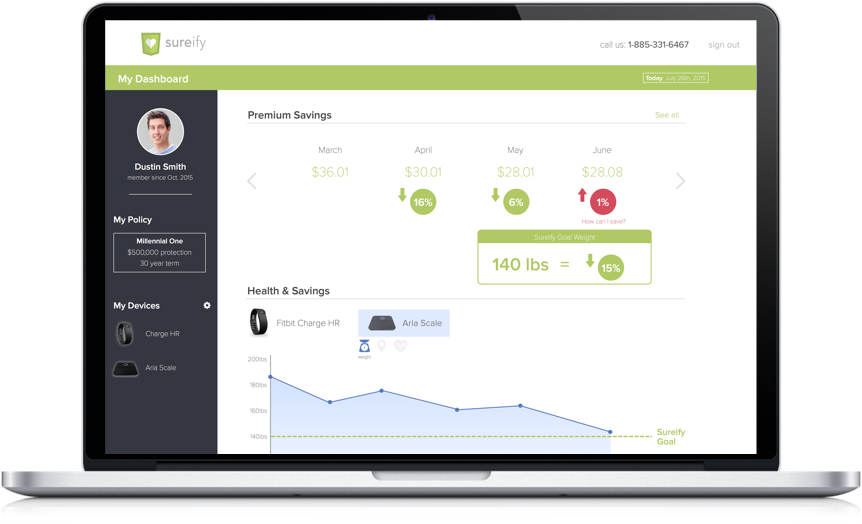 sureify
call us: 1-885-331-6467
sign out
My Dashboard
Today: July 26th, 2015
Dustin Smith
member since Oct, 2015
My Policy
Millennial One
$500,000 protection
30 year term
My Devices
Charge HR
Aria Scale
Premium Savings
See all
March
April
May
June
$36.01
$30.01
$28.01
$28.08
16%
6%
1%
How can I save?
Sureify Goal Weight
140 lbs = 15%
Health & Savings
Fitbit Charge HR
Aria Scale
weight
200lbs
180lbs
160lbs
140lbs
Sureify
Goal